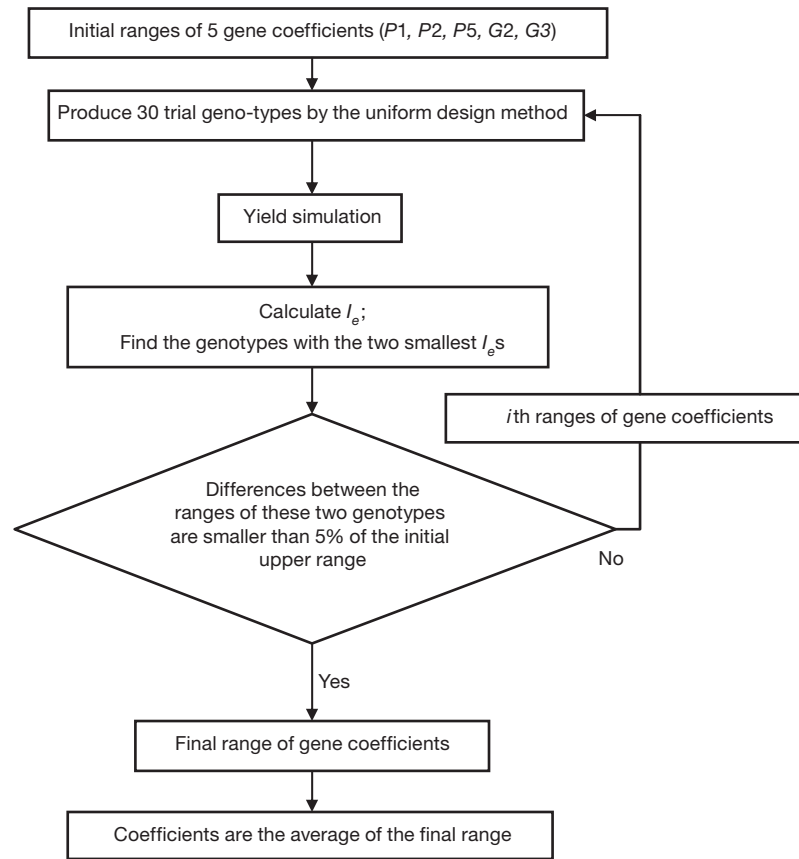 Initial ranges of 5 gene coefficients (P1, P2, P5, G2, G3)
Produce 30 trial geno-types by the uniform design method
Yield simulation
Calculate Ie;
Find the genotypes with the two smallest Ies
ith ranges of gene coefficients
Differences between the
ranges of these two genotypes
are smaller than 5% of the initial
upper range
No
Yes
Final range of gene coefficients
Coefficients are the average of the final range